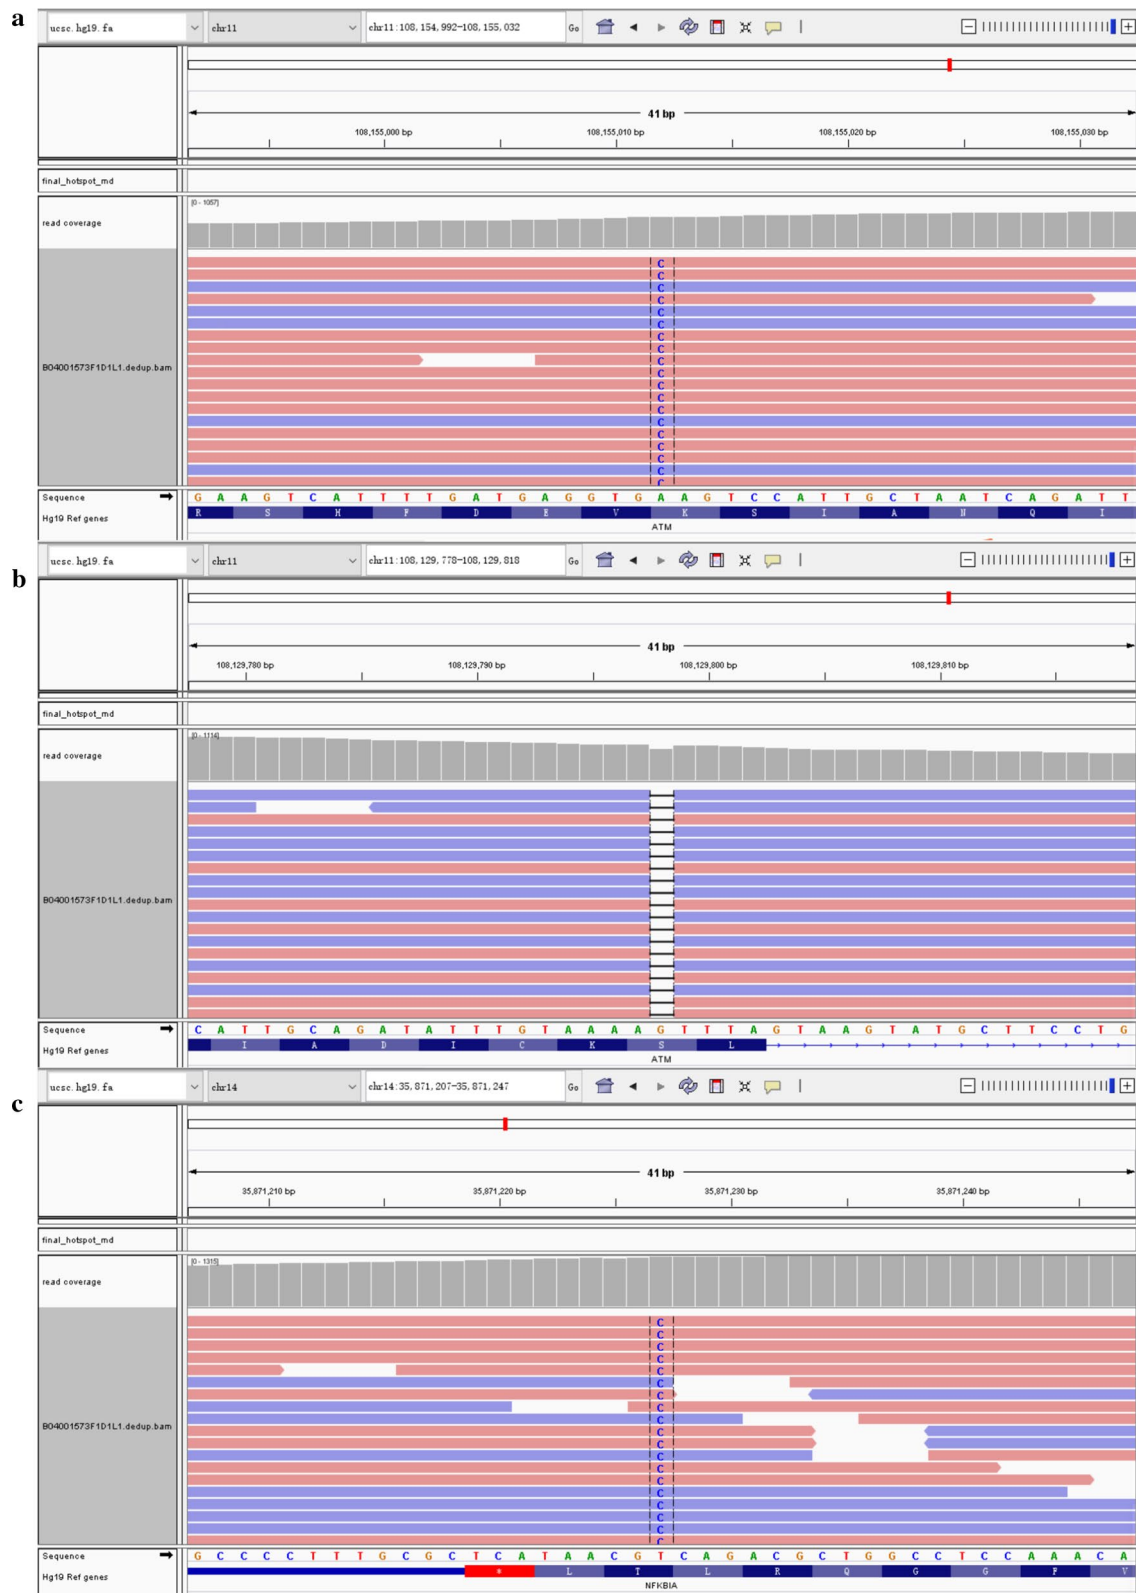 a
ucsc.hg19.fa chr11 chr11:108,154,992-108,155,032 Go
41 bp
108,155,000 bp 108,155,010 bp 108,155,020 bp 108,155,030 bp
final_hotspot_md
[0 - 1057]
read coverage
C
C
C
C
C
C
C
C
C
B04001573F1D1L1.dedup.bam
C
C
C
C
C
C
C
C
C
C
Sequence G A A G T C A T T T T G A T G A G G T G A A G T C C A T T G C T A A T C A G A T T
Hg19 Ref genes R S H F D E V K S I A N Q I
ATM
b
ucsc.hg19.fa chr11 chr11:108,129,778-108,129,818 Go
41 bp
108,129,780 bp 108,129,790 bp 108,129,800 bp 108,129,810 bp
final_hotspot_md
[0 - 1114]
read coverage
B04001573F1D1L1.dedup.bam
Sequence C A T T G C A G A T A T T T G T A A A A G T T T A G T A A G T A T G C T T C C T G
Hg19 Ref genes I A D I C K S L
ATM
c
ucsc.hg19.fa chr14 chr14:35,871,207-35,871,247 Go
41 bp
35,871,210 bp 35,871,220 bp 35,871,230 bp 35,871,240 bp
final_hotspot_md
[0 - 1315]
read coverage
C
C
C
C
C
C
C
C
C
B04001573F1D1L1.dedup.bam
C
C
C
C
C
C
C
C
C
C
Sequence G C C C C T T T G C G C T C A T A A C G T C A G A C G C T G G C C T C C A A A C A
Hg19 Ref genes * L T L R Q G G F V
NFKBIA